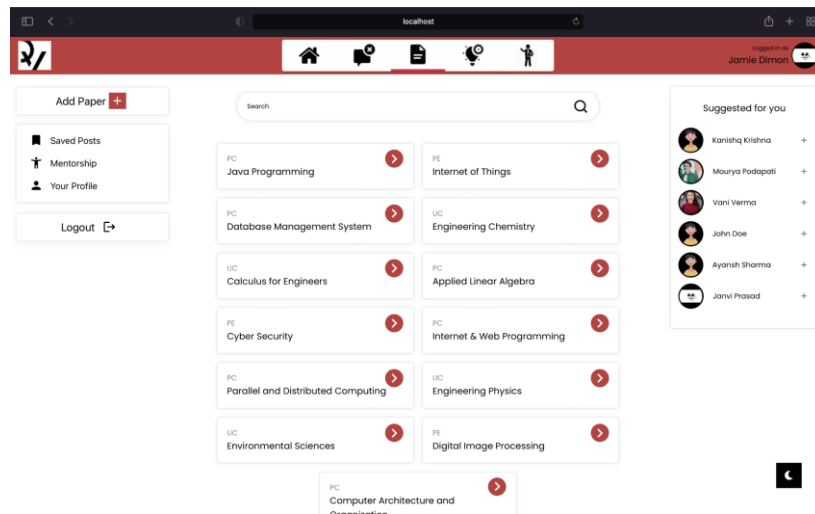 localhost
Logged in as
Jamie Dimon
Add Paper
Saved Posts
Mentorship
Your Profile
Logout
Search
PC
Java Programming
PE
Internet of Things
PC
Database Management System
UC
Engineering Chemistry
UC
Calculus for Engineers
PC
Applied Linear Algebra
PE
Cyber Security
PC
Internet & Web Programming
PC
Parallel and Distributed Computing
UC
Engineering Physics
UC
Environmental Sciences
PE
Digital Image Processing
PC
Computer Architecture and
Organization
Suggested for you
Kanishq Krishna
Mourya Podapati
Vani Verma
John Doe
Ayansh Sharma
Janvi Prasad